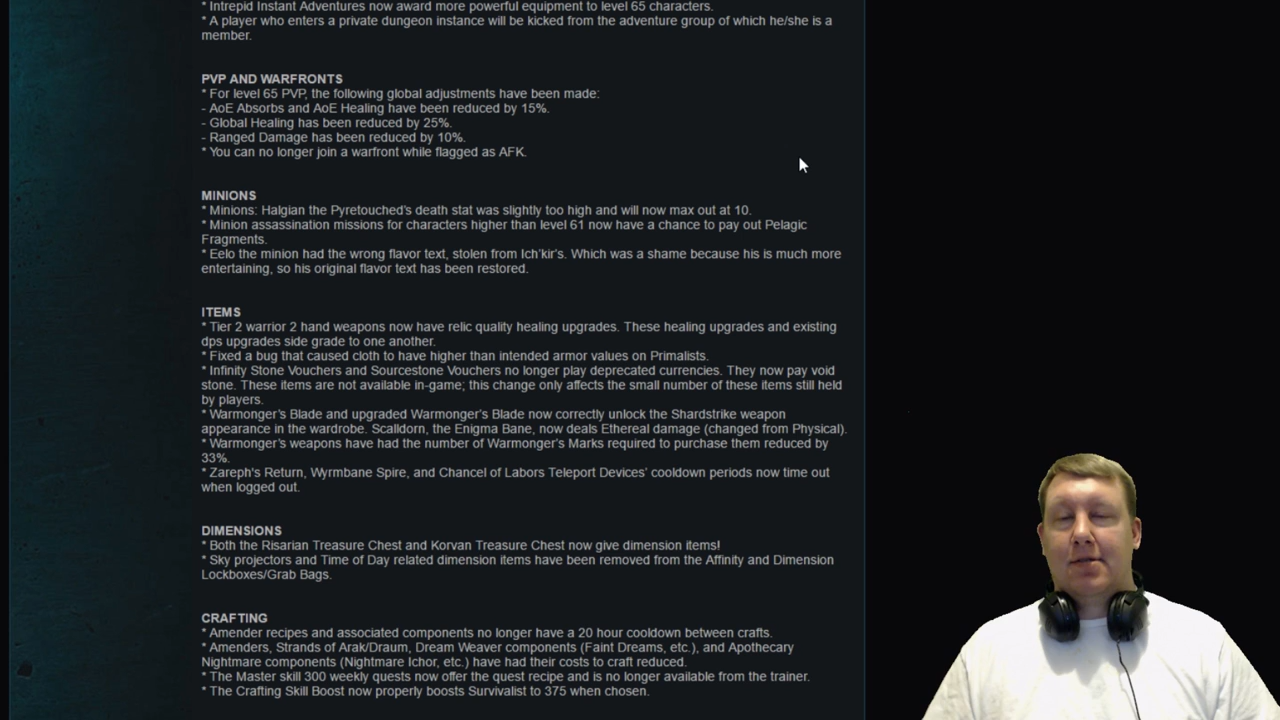 * Intrepid Instant Adventures now award more powerful equipment to level 65 characters.
* A player who enters a private dungeon instance will be kicked from the adventure group of which he/she is a
member.
PVP AND WARFRONTS
* For level 65 PVP, the following global adjustments have been made:
- AoE Absorbs and AoE Healing have been reduced by 15%.
- Global Healing has been reduced by 25%.
- Ranged Damage has been reduced by 10%.
* You can no longer join a warfront while flagged as AFK.
MINIONS
* Minions: Halgian the Pyretouched's death stat was slightly too high and will now max out at 10.
* Minion assassination missions for characters higher than level 61 now have a chance to pay out Pelagic
Fragments.
* Eelo the minion had the wrong flavor text, stolen from Ich'kir's. Which was a shame because his is much more
entertaining, so his original flavor text has been restored.
ITEMS
* Tier 2 warrior 2 hand weapons now have relic quality healing upgrades. These healing upgrades and existing
dps upgrades side grade to one another.
* Fixed a bug that caused cloth to have higher than intended armor values on Primalists.
* Infinity Stone Vouchers and Sourcestone Vouchers no longer play deprecated currencies. They now pay void
stone. These items are not available in-game; this change only affects the small number of these items still held
by players.
* Warmonger's Blade and upgraded Warmonger's Blade now correctly unlock the Shardstrike weapon
appearance in the wardrobe. Scalldorn, the Enigma Bane, now deals Ethereal damage (changed from Physical).
* Warmonger's weapons have had the number of Warmonger's Marks required to purchase them reduced by
33%.
* Zareph's Return, Wyrmbane Spire, and Chancel of Labors Teleport Devices' cooldown periods now time out
when logged out.
DIMENSIONS
* Both the Risarian Treasure Chest and Korvan Treasure Chest now give dimension items!
* Sky projectors and Time of Day related dimension items have been removed from the Affinity and Dimension
Lockboxes/Grab Bags.
CRAFTING
* Amender recipes and associated components no longer have a 20 hour cooldown between crafts.
* Amenders, Strands of Arak/Draum, Dream Weaver components (Faint Dreams, etc.), and Apothecary
Nightmare components (Nightmare Ichor, etc.) have had their costs to craft reduced.
* The Master skill 300 weekly quests now offer the quest recipe and is no longer available from the trainer.
* The Crafting Skill Boost now properly boosts Survivalist to 375 when chosen.